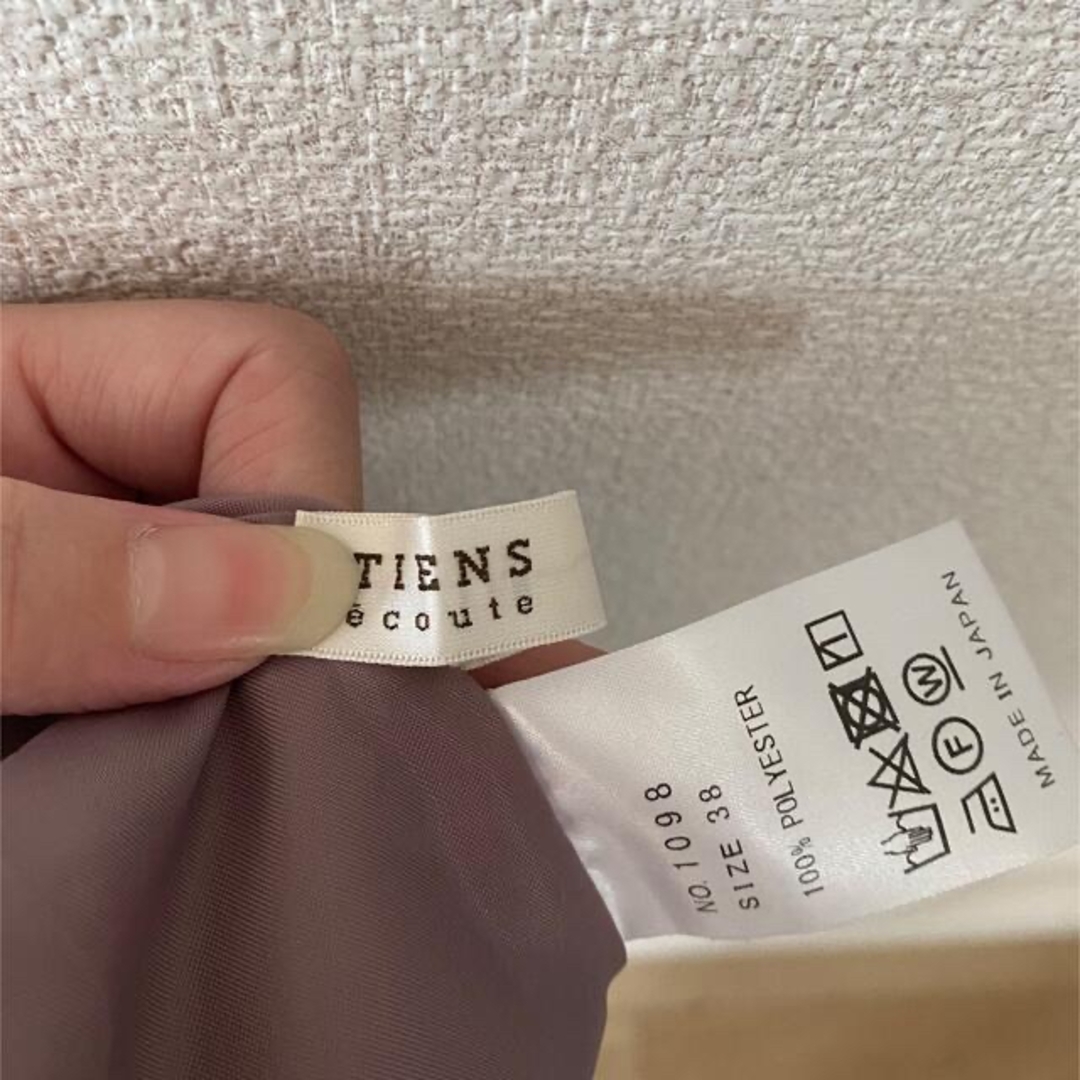 TIENS
écoute
NO. 1098
SIZE 38
100% POLYESTER
W
F
MADE IN JAPAN